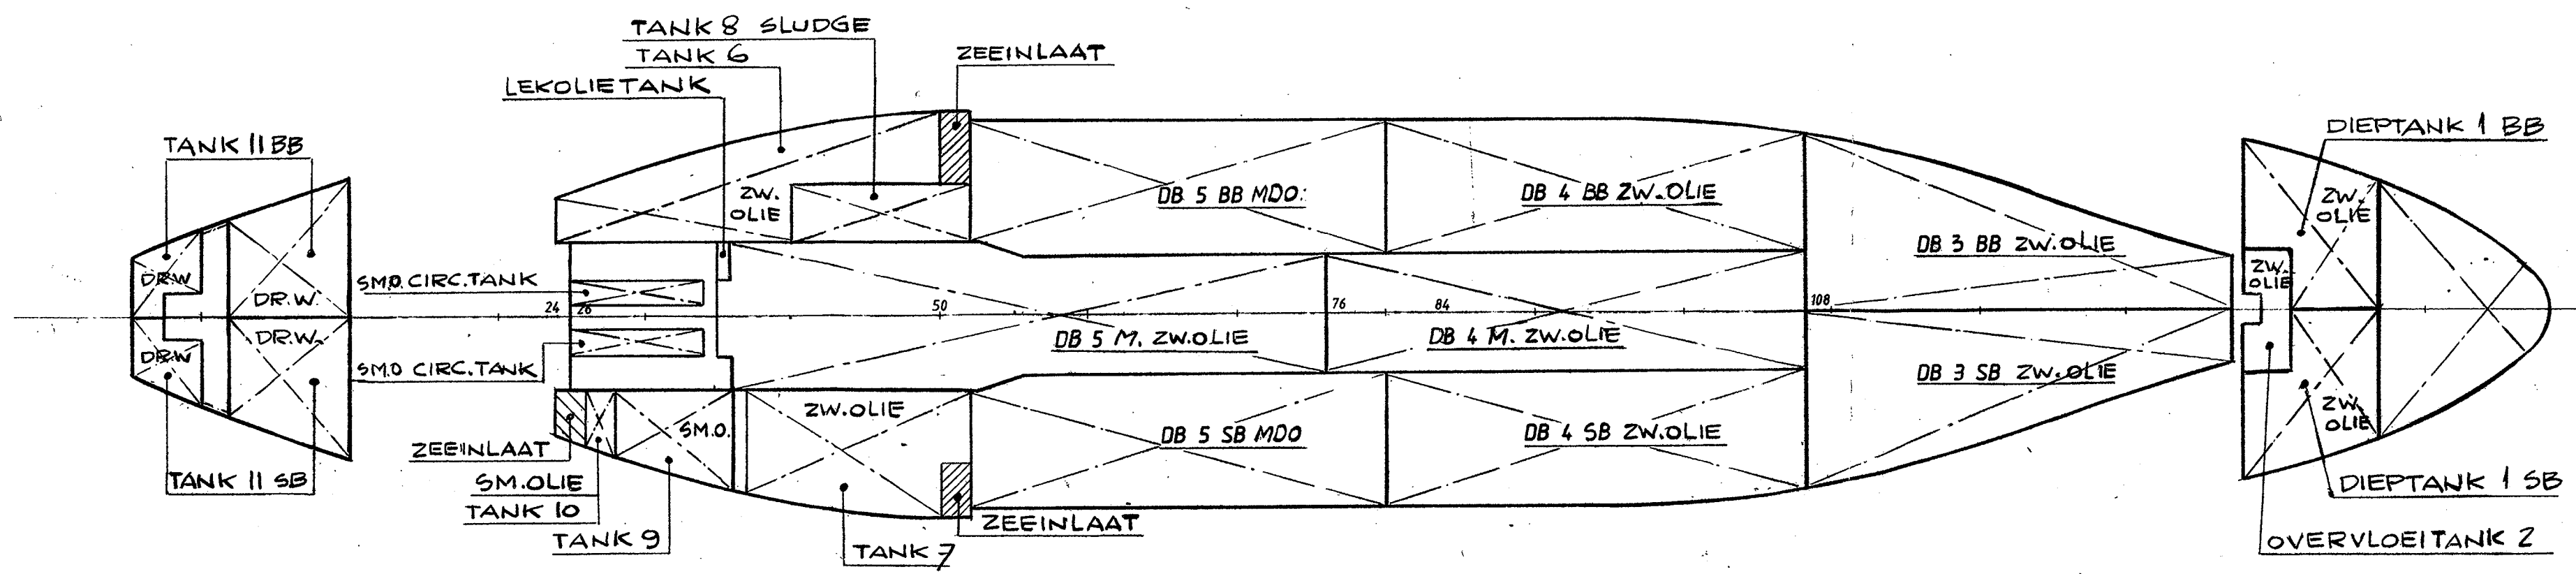 TANK 8 SLUDGE
TANK 6
LEKOLIETANK
ZEEINLAAT
TANK 11 BB
DIEPTANK 1 BB
ZW.
OLIE
DB 5 BB MDO.
DB 4 BB ZW.OLIE
DB 3 BB ZW.OLIE
ZW.
OLIE
DR.W
DR.W.
SM.O. CIRC.TANK
ZW.
OLIE
24 26 50 76 84 108
DR.W
DR.W.
DB 5 M. ZW.OLIE
DB 4 M. ZW.OLIE
SM.O CIRC.TANK
DB 3 SB ZW.OLIE
ZW.OLIE
SM.O.
DB 5 SB MDO
DB 4 SB ZW.OLIE
ZW.
OLIE
ZEEINLAAT
TANK 11 SB
SM.OLIE
TANK 10
TANK 9
TANK 7
ZEEINLAAT
DIEPTANK 1 SB
OVERVLOEITANK 2